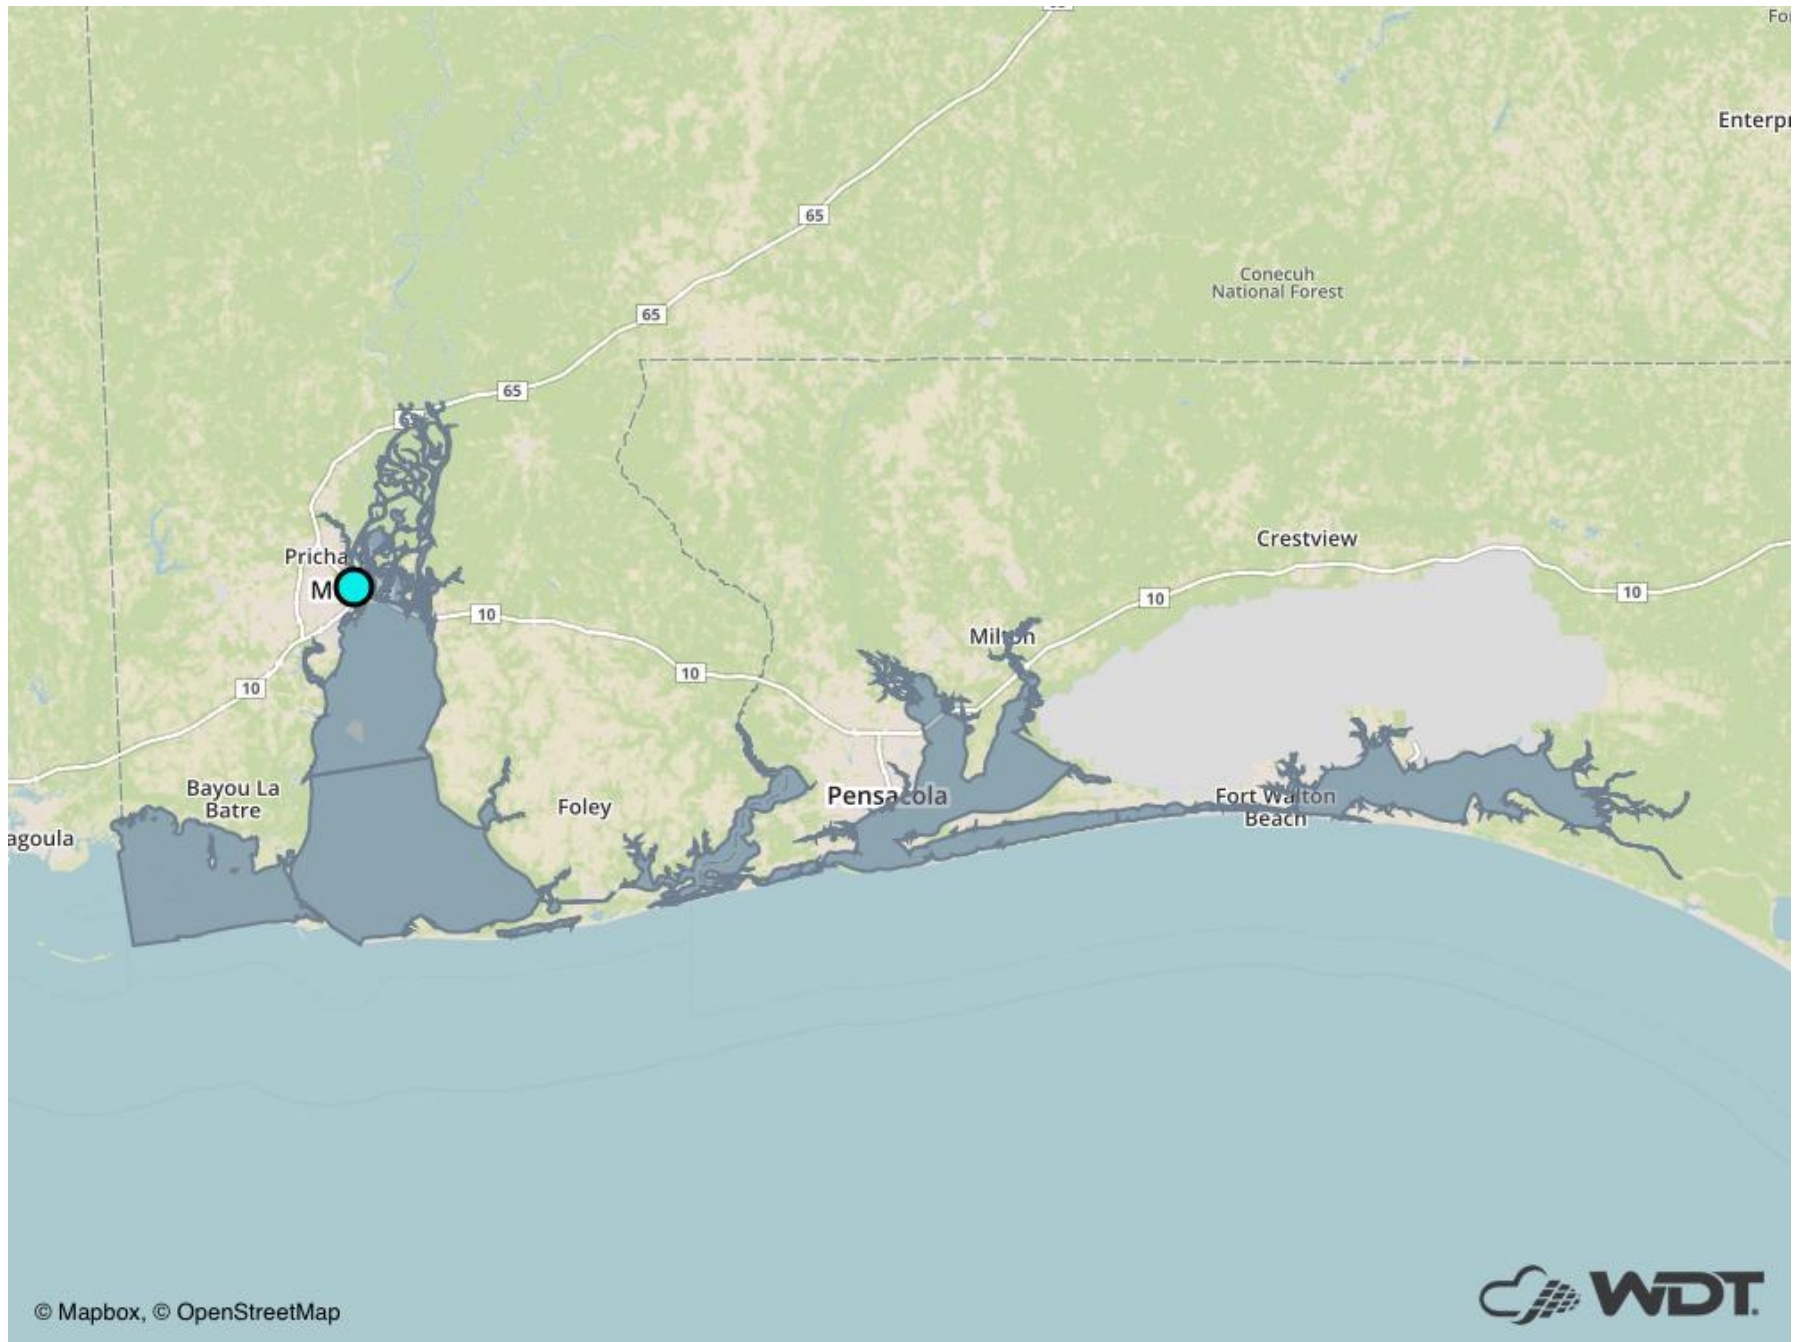 Enterpr
65
65
Conecuh
National Forest
65
Crestview
Pricha
M
10
10
10
Milton
10
10
Bayou La
Batre
Foley
Pensacola
Fort Walton
Beach
agoula
© Mapbox, © OpenStreetMap
WDT.